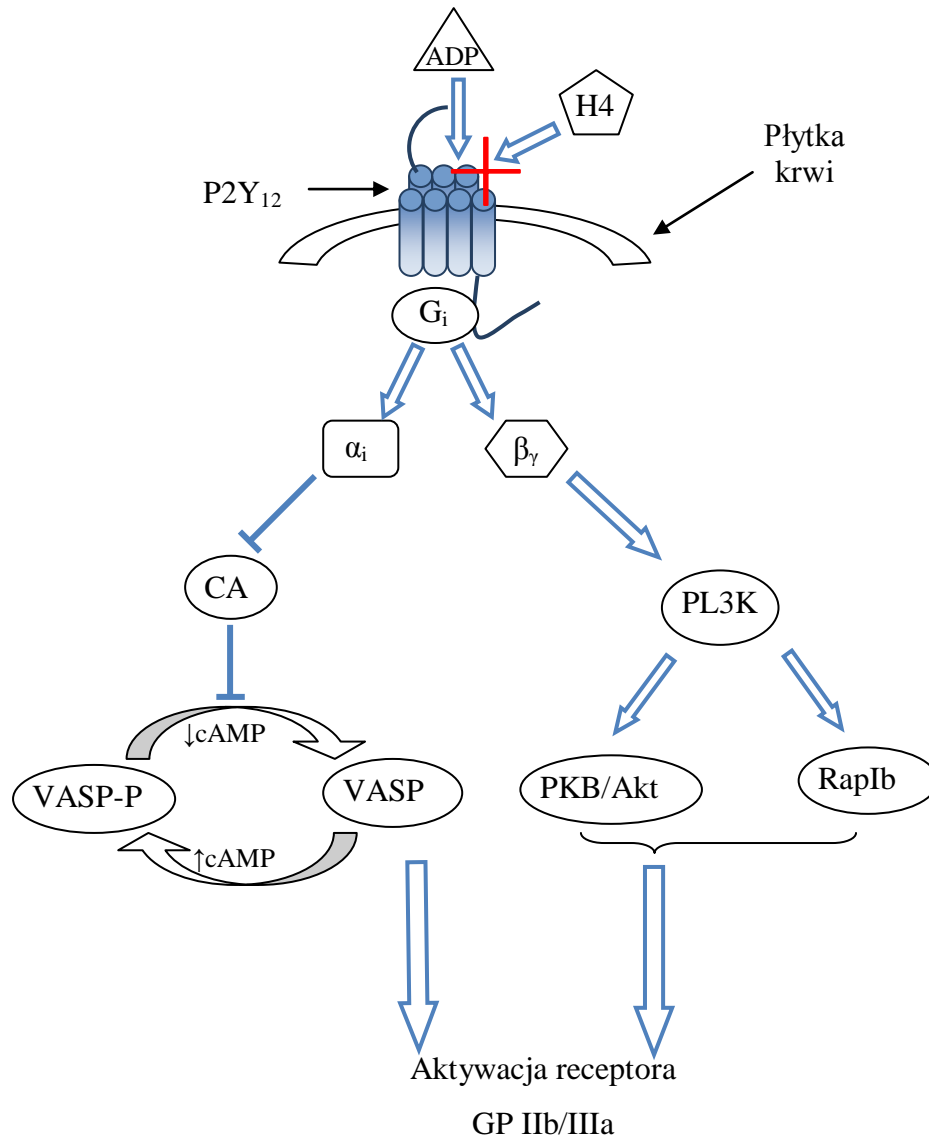 ADP
H4
Płytka
krwi
P2Y₁₂
Gᵢ
αᵢ
βᵧ
CA
PL3K
↓cAMP
VASP-P
VASP
PKB/Akt
RapIb
↑cAMP
Aktywacja receptora
GP IIb/IIIa